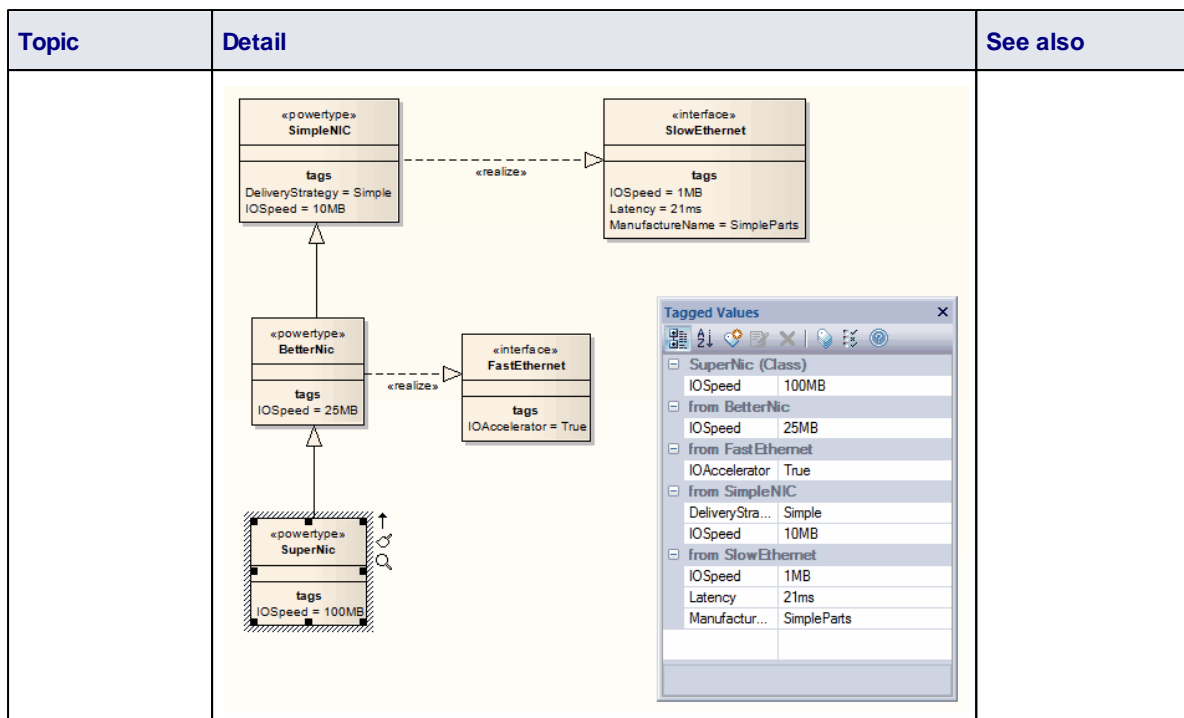 Topic
Detail
See also
«powertype»
SimpleNIC
tags
DeliveryStrategy = Simple
IOSpeed = 10MB
«realize»
«interface»
SlowEthernet
tags
IOSpeed = 1MB
Latency = 21ms
ManufactureName = SimpleParts
«powertype»
BetterNic
tags
IOSpeed = 25MB
«realize»
«interface»
FastEthernet
tags
IOAccelerator = True
«powertype»
SuperNic
tags
IOSpeed = 100MB
Tagged Values
SuperNic (Class)
IOSpeed 100MB
from BetterNic
IOSpeed 25MB
from FastEthernet
IOAccelerator True
from SimpleNIC
DeliveryStra... Simple
IOSpeed 10MB
from SlowEthernet
IOSpeed 1MB
Latency 21ms
Manufactur... SimpleParts